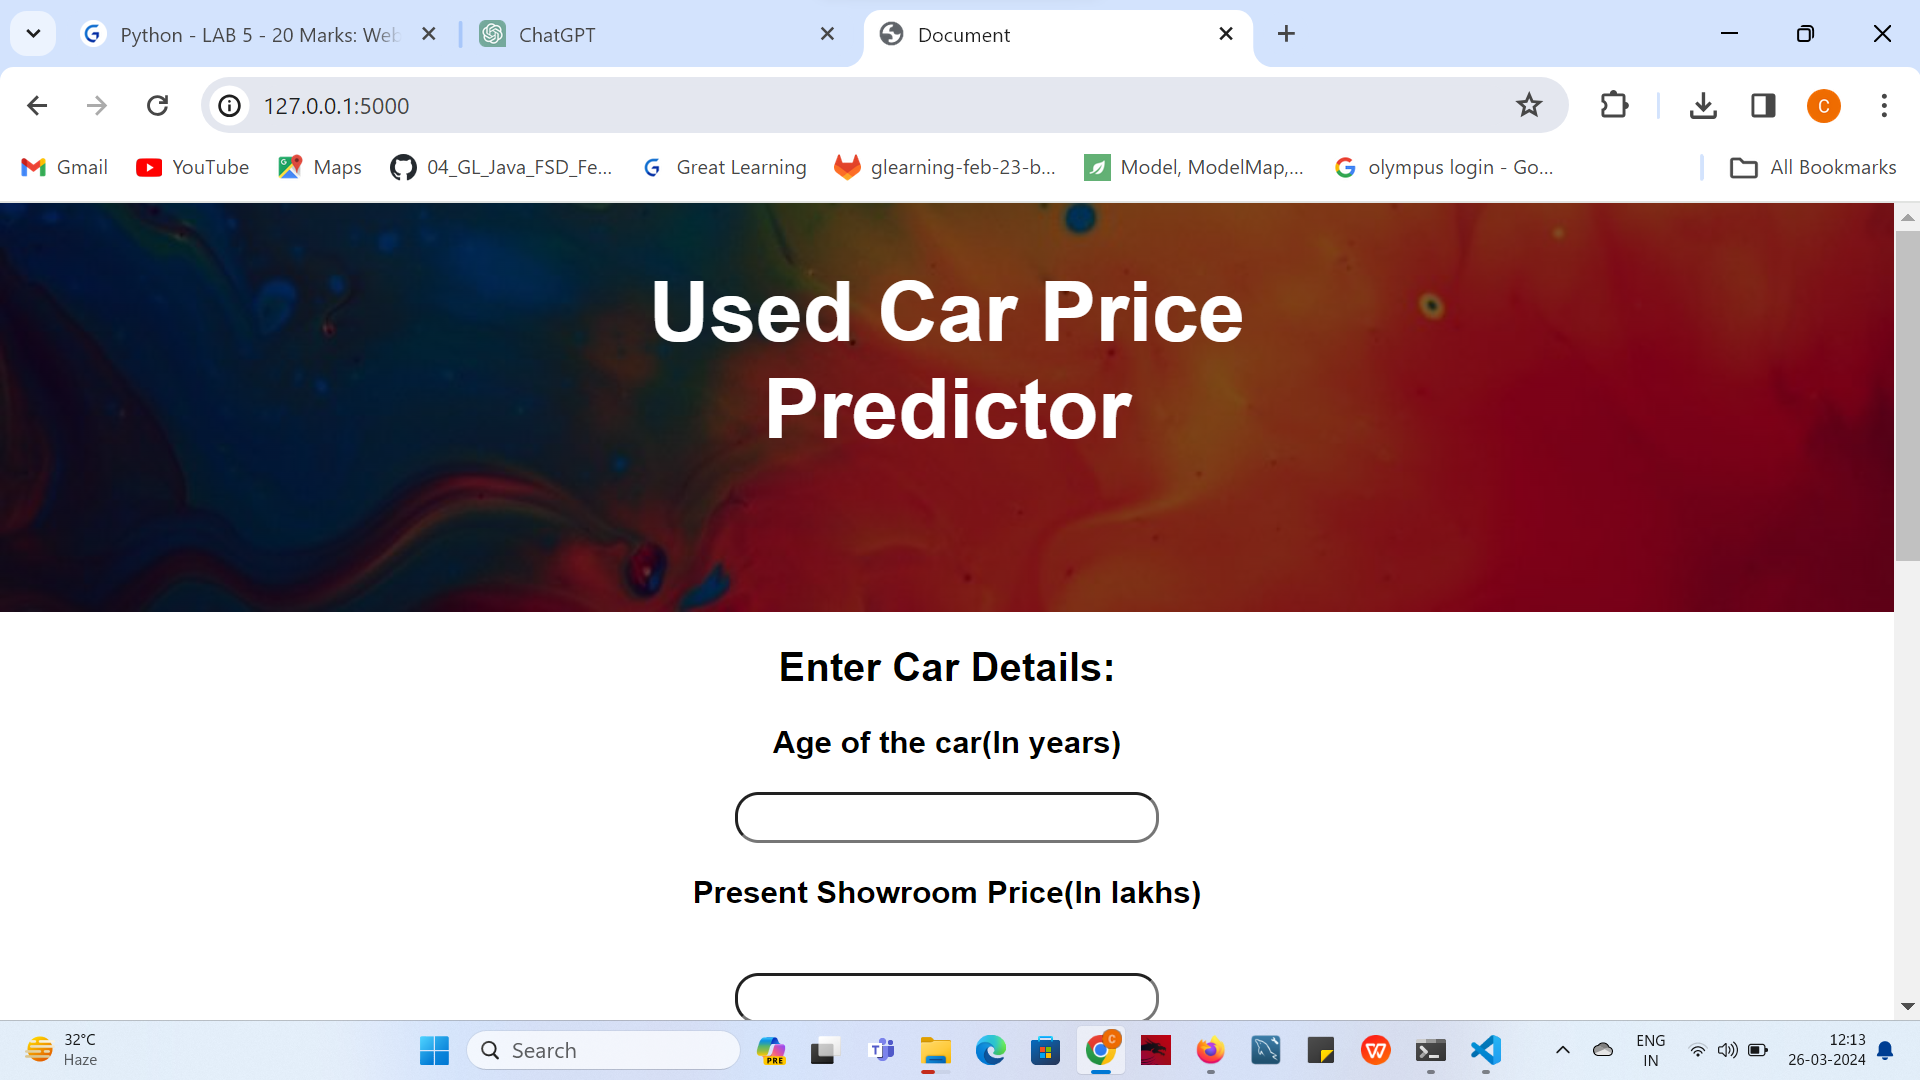 Python - LAB 5 - 20 Marks: Web
ChatGPT
Document
127.0.0.1:5000
C
Gmail
YouTube
Maps
04_GL_Java_FSD_Fe...
Great Learning
glearning-feb-23-b...
Model, ModelMap,...
olympus login - Go...
All Bookmarks
Used Car Price
Predictor
Enter Car Details:
Age of the car(In years)
Present Showroom Price(In lakhs)
32°C
Haze
Search
PRE
C
ENG
IN
12:13
26-03-2024